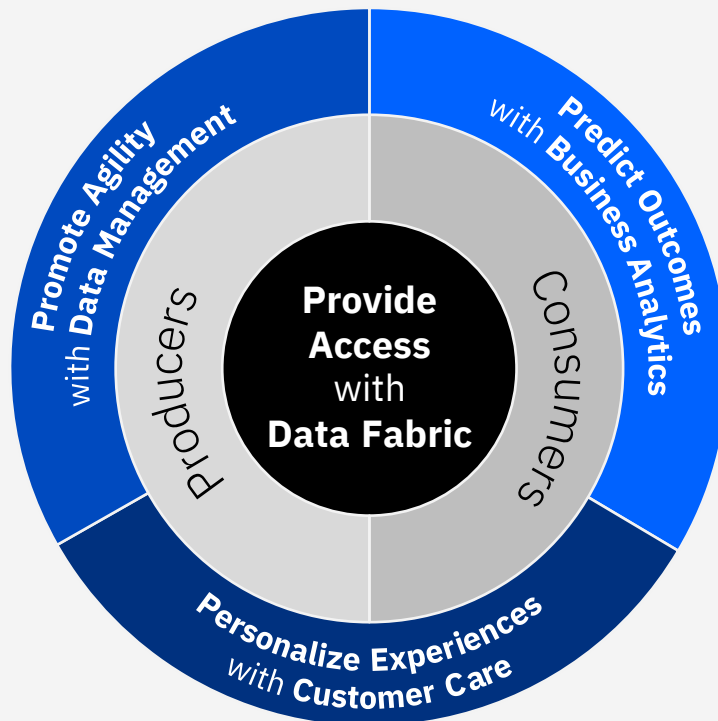 Promote Agility
with Data Management
Predict Outcomes
with Business Analytics
Producers
Provide
Access
with
Data Fabric
Consumers
Personalize Experiences
with Customer Care